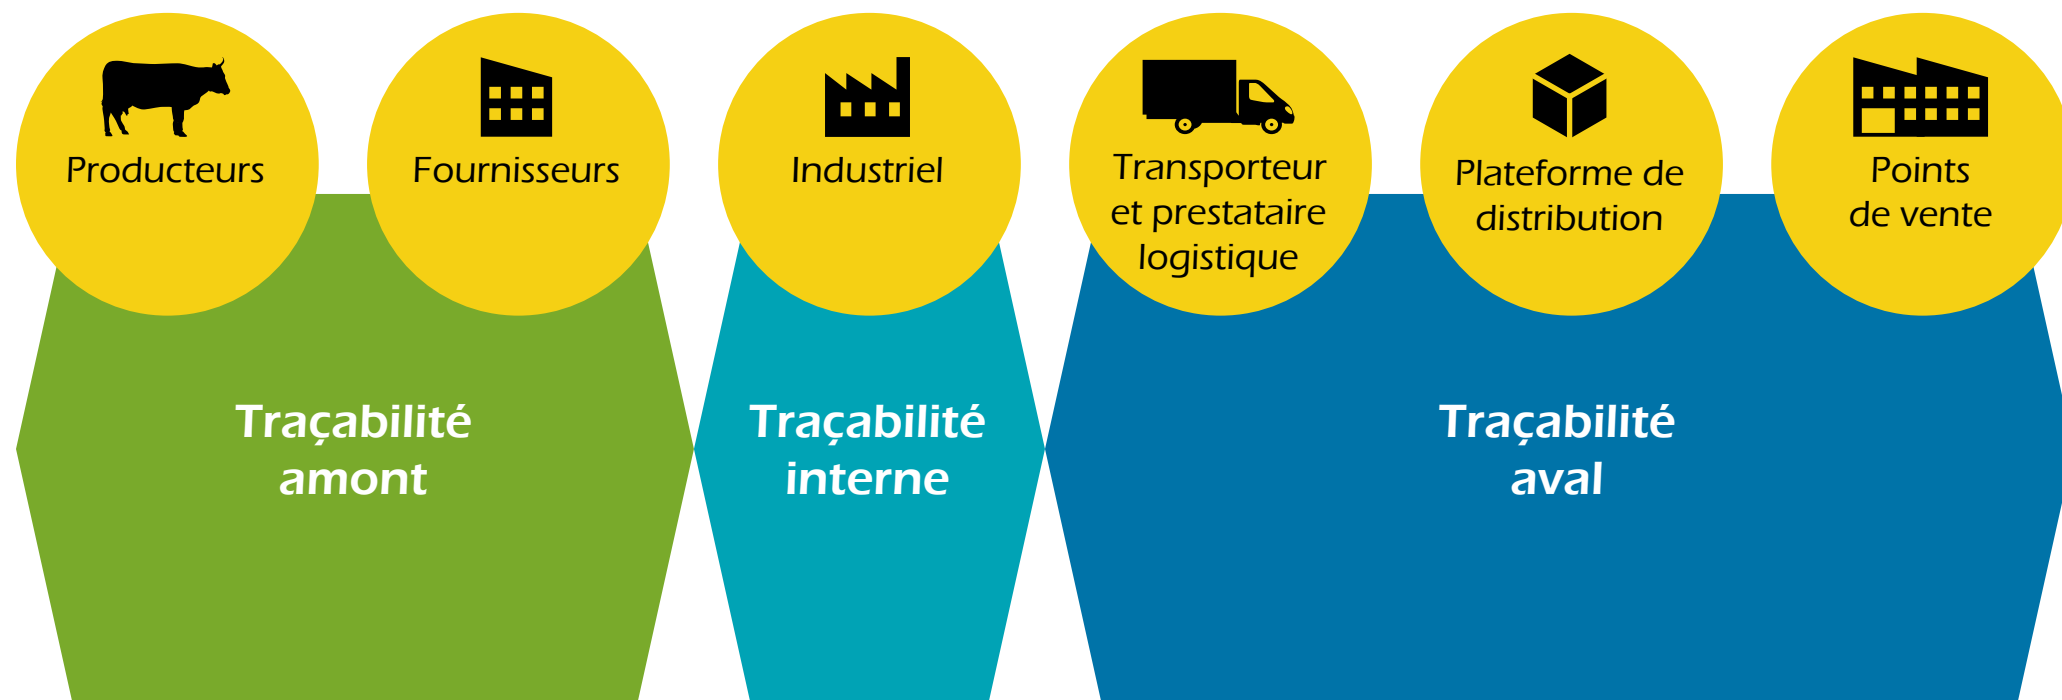 Producteurs
Fournisseurs
Industriel
Transporteur
et prestataire
logistique
Plateforme de
distribution
Points
de vente
Traçabilité
amont
Traçabilité
interne
Traçabilité
aval